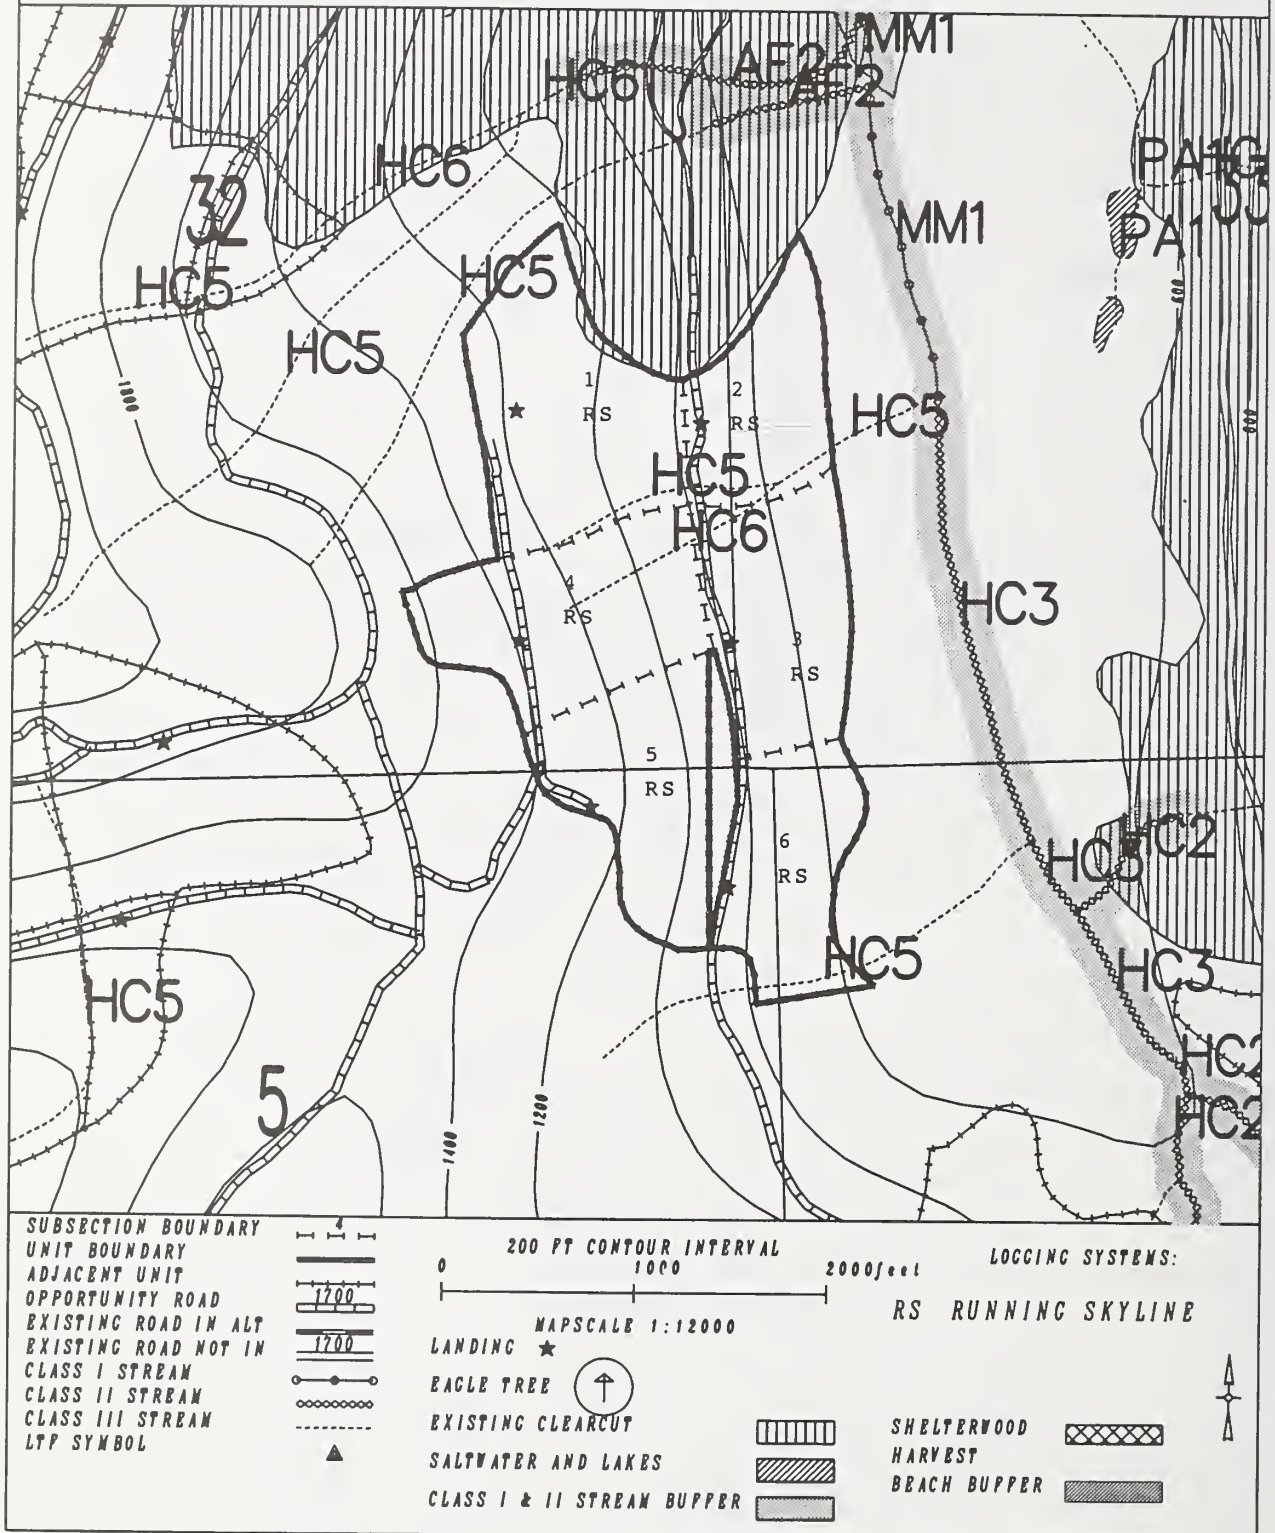 MM1
AF2
HC6
AF2
HC6
PA1
32
MM1
PA1
HC5
HC5
600
HC5
1800
1
RS
2
RS
HC5
600
HC5
HC6
4
RS
HC3
3
RS
5
RS
6
RS
HC2
HC5
HC5
HC3
HC5
HC2
5
1400
1200
HC2
SUBSECTION BOUNDARY 4
UNIT BOUNDARY
ADJACENT UNIT
OPPORTUNITY ROAD 1700
EXISTING ROAD IN ALT
EXISTING ROAD NOT IN 1700
CLASS I STREAM
CLASS II STREAM
CLASS III STREAM
LTF SYMBOL
200 FT CONTOUR INTERVAL
0 1000 2000feet
MAPSCALE 1:12000
LANDING
EAGLE TREE
EXISTING CLEARCUT
SALTWATER AND LAKES
CLASS I & II STREAM BUFFER
LOGGING SYSTEMS:
RS RUNNING SKYLINE
SHELTERWOOD
HARVEST
BEACH BUFFER